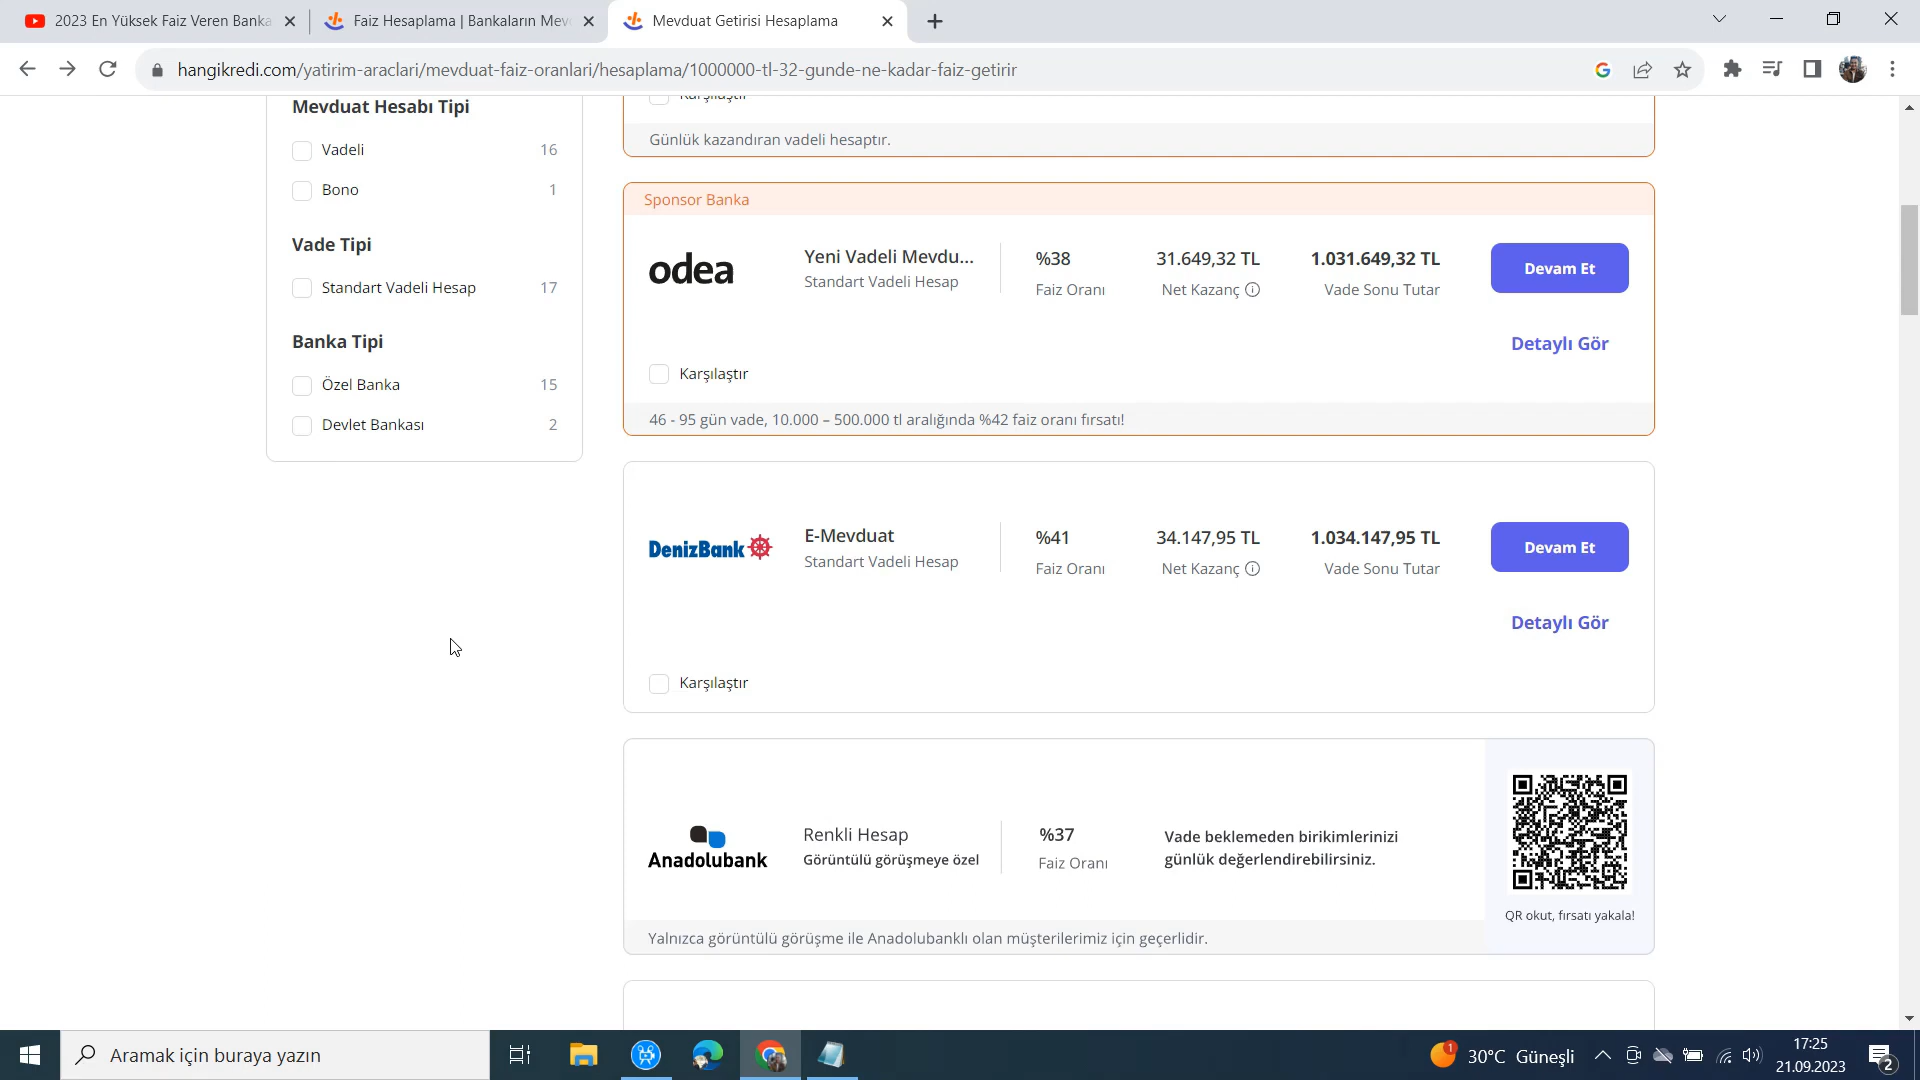 2023 En Yüksek Faiz Veren Banka
Faiz Hesaplama | Bankaların Mev
Mevduat Getirisi Hesaplama
hangikredi.com/yatirim-araclari/mevduat-faiz-oranlari/hesaplama/1000000-tl-32-gunde-ne-kadar-faiz-getirir
Mevduat Hesabı Tipi
Vadeli 16
Bono 1
Vade Tipi
Standart Vadeli Hesap 17
Banka Tipi
Özel Banka 15
Devlet Bankası 2
Karşılaştır
Günlük kazandıran vadeli hesaptır.
Sponsor Banka
odea
Yeni Vadeli Mevdu...
Standart Vadeli Hesap
%38
Faiz Oranı
31.649,32 TL
Net Kazanç
1.031.649,32 TL
Vade Sonu Tutar
Devam Et
Detaylı Gör
Karşılaştır
46 - 95 gün vade, 10.000 – 500.000 tl aralığında %42 faiz oranı fırsatı!
DenizBank
E-Mevduat
Standart Vadeli Hesap
%41
Faiz Oranı
34.147,95 TL
Net Kazanç
1.034.147,95 TL
Vade Sonu Tutar
Devam Et
Detaylı Gör
Karşılaştır
Anadolubank
Renkli Hesap
Görüntülü görüşmeye özel
%37
Faiz Oranı
Vade beklemeden birikimlerinizi
günlük değerlendirebilirsiniz.
QR okut, fırsatı yakala!
Yalnızca görüntülü görüşme ile Anadolubanklı olan müşterilerimiz için geçerlidir.
Aramak için buraya yazın
1
30°C Güneşli
17:25
21.09.2023
2